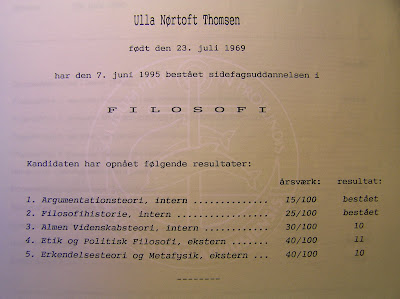 Ulla Nørtoft Thomsen
født den 23. juli 1969
har den 7. juni 1995 bestået sidefagsuddannelsen i
F I L O S O F I
Kandidaten har opnået følgende resultater:
årsværk: resultat:
1. Argumentationsteori, intern .............. 15/100 bestået
2. Filosofihistorie, intern ................. 25/100 bestået
3. Almen Videnskabsteori, intern ............ 30/100 10
4. Etik og Politisk Filosofi, ekstern ....... 40/100 11
5. Erkendelsesteori og Metafysik, ekstern ... 40/100 10
--------